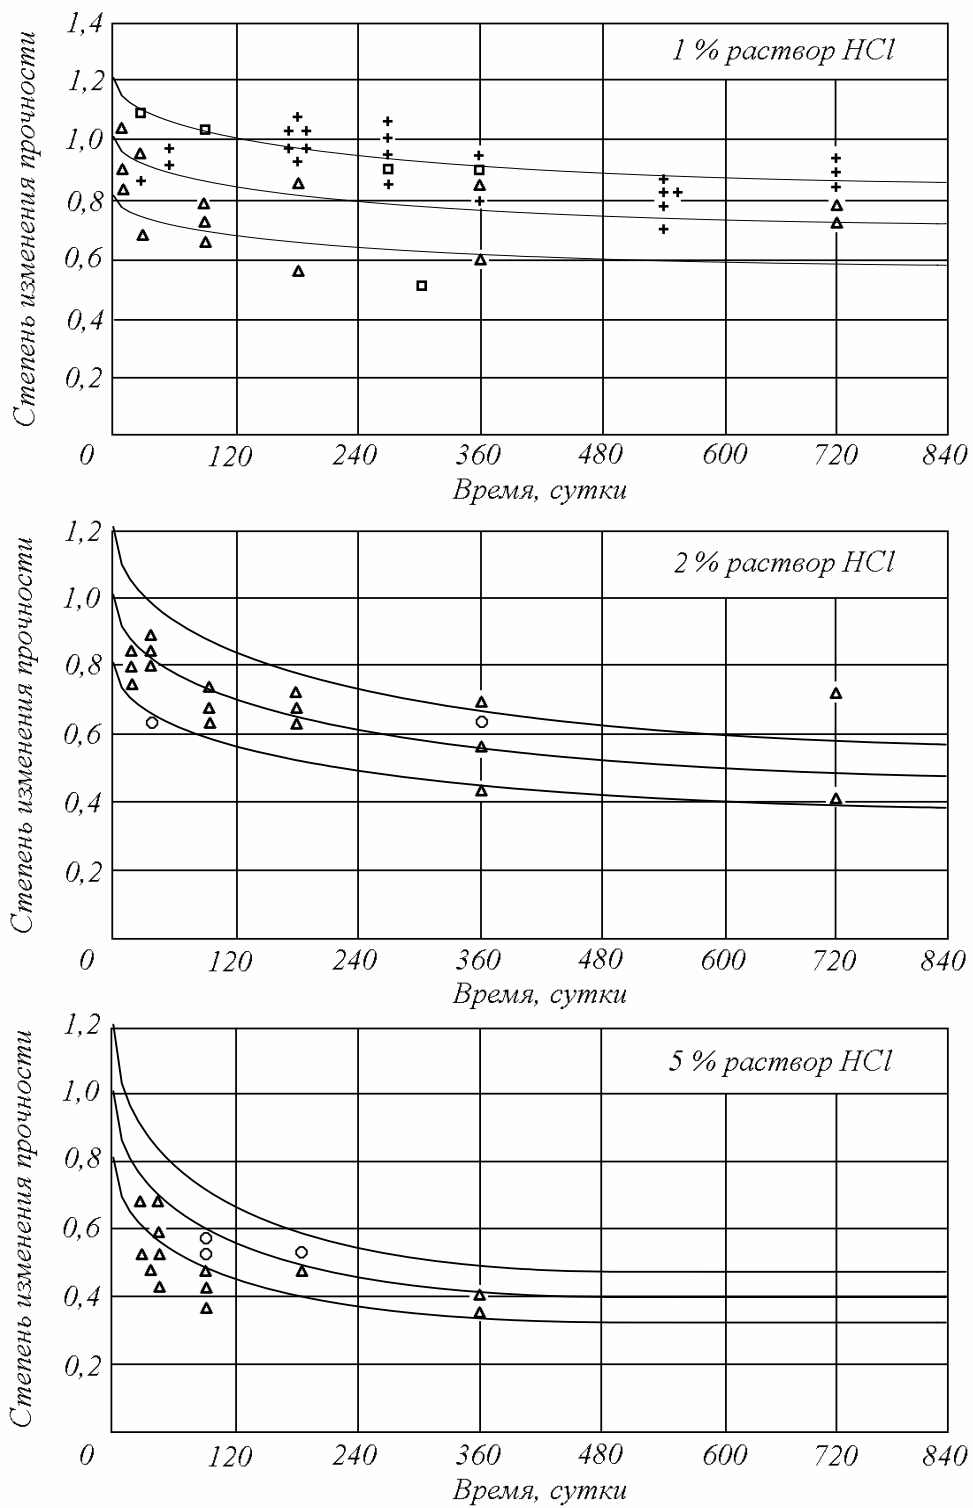 1,4
1 % раствор HCl
1,2
1,0
0,8
0,6
0,4
0,2
Степень изменения прочности
0 120 240 360 480 600 720 840
Время, сутки
1,2
2 % раствор HCl
1,0
0,8
0,6
0,4
0,2
Степень изменения прочности
0 120 240 360 480 600 720 840
Время, сутки
1,2
5 % раствор HCl
1,0
0,8
0,6
0,4
0,2
Степень изменения прочности
0 120 240 360 480 600 720 840
Время, сутки